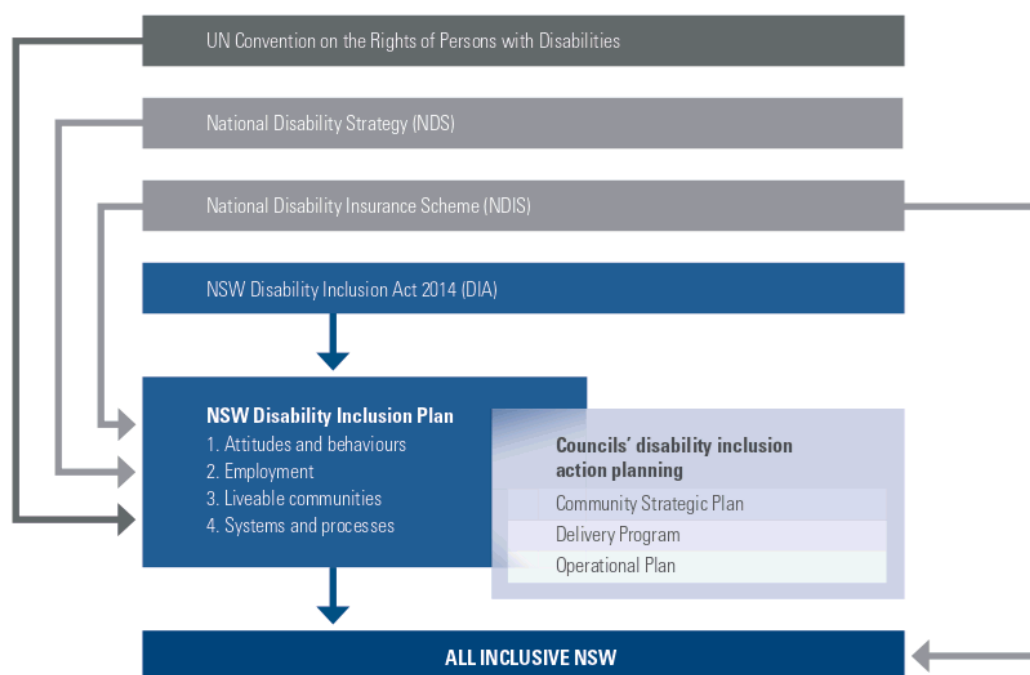 UN Convention on the Rights of Persons with Disabilities
National Disability Strategy (NDS)
National Disability Insurance Scheme (NDIS)
NSW Disability Inclusion Act 2014 (DIA)
NSW Disability Inclusion Plan
1. Attitudes and behaviours
2. Employment
3. Liveable communities
4. Systems and processes
Councils’ disability inclusion
action planning
Community Strategic Plan
Delivery Program
Operational Plan
ALL INCLUSIVE NSW